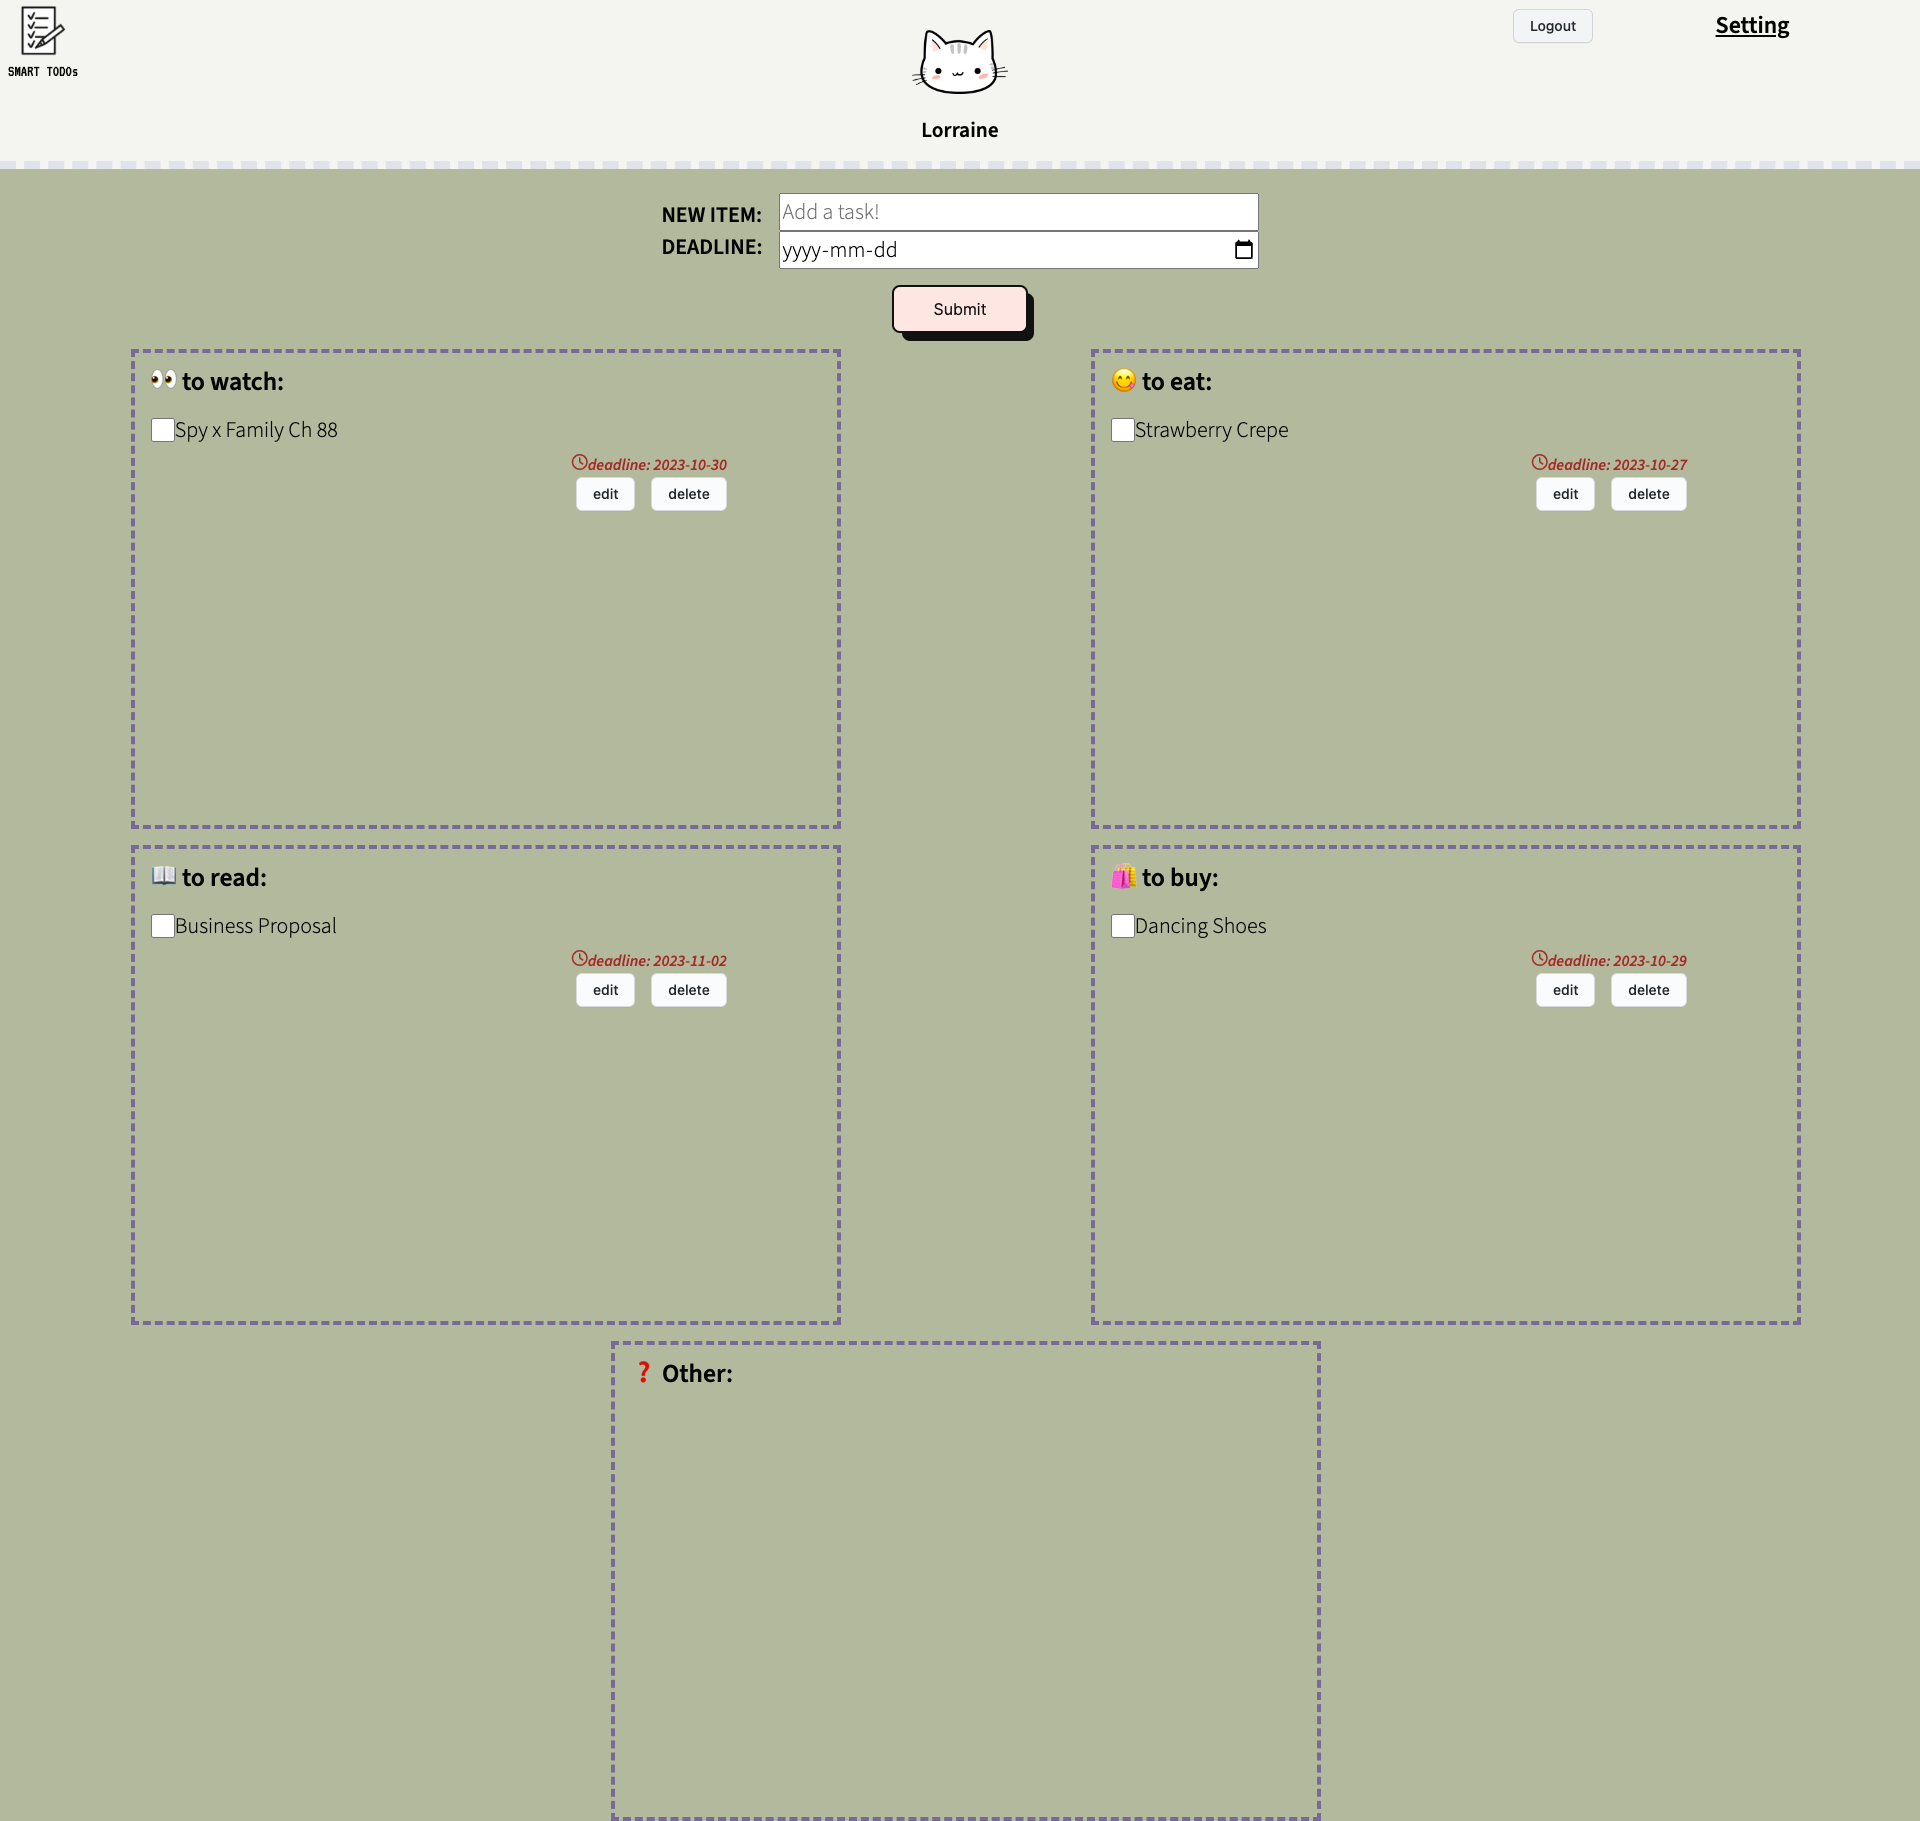 SMART TODOs
Logout
Setting
Lorraine
NEW ITEM:
Add a task!
DEADLINE:
yyyy-mm-dd
Submit
to watch:
Spy x Family Ch 88
deadline: 2023-10-30
edit
delete
to eat:
Strawberry Crepe
deadline: 2023-10-27
edit
delete
to read:
Business Proposal
deadline: 2023-11-02
edit
delete
to buy:
Dancing Shoes
deadline: 2023-10-29
edit
delete
❓ Other: